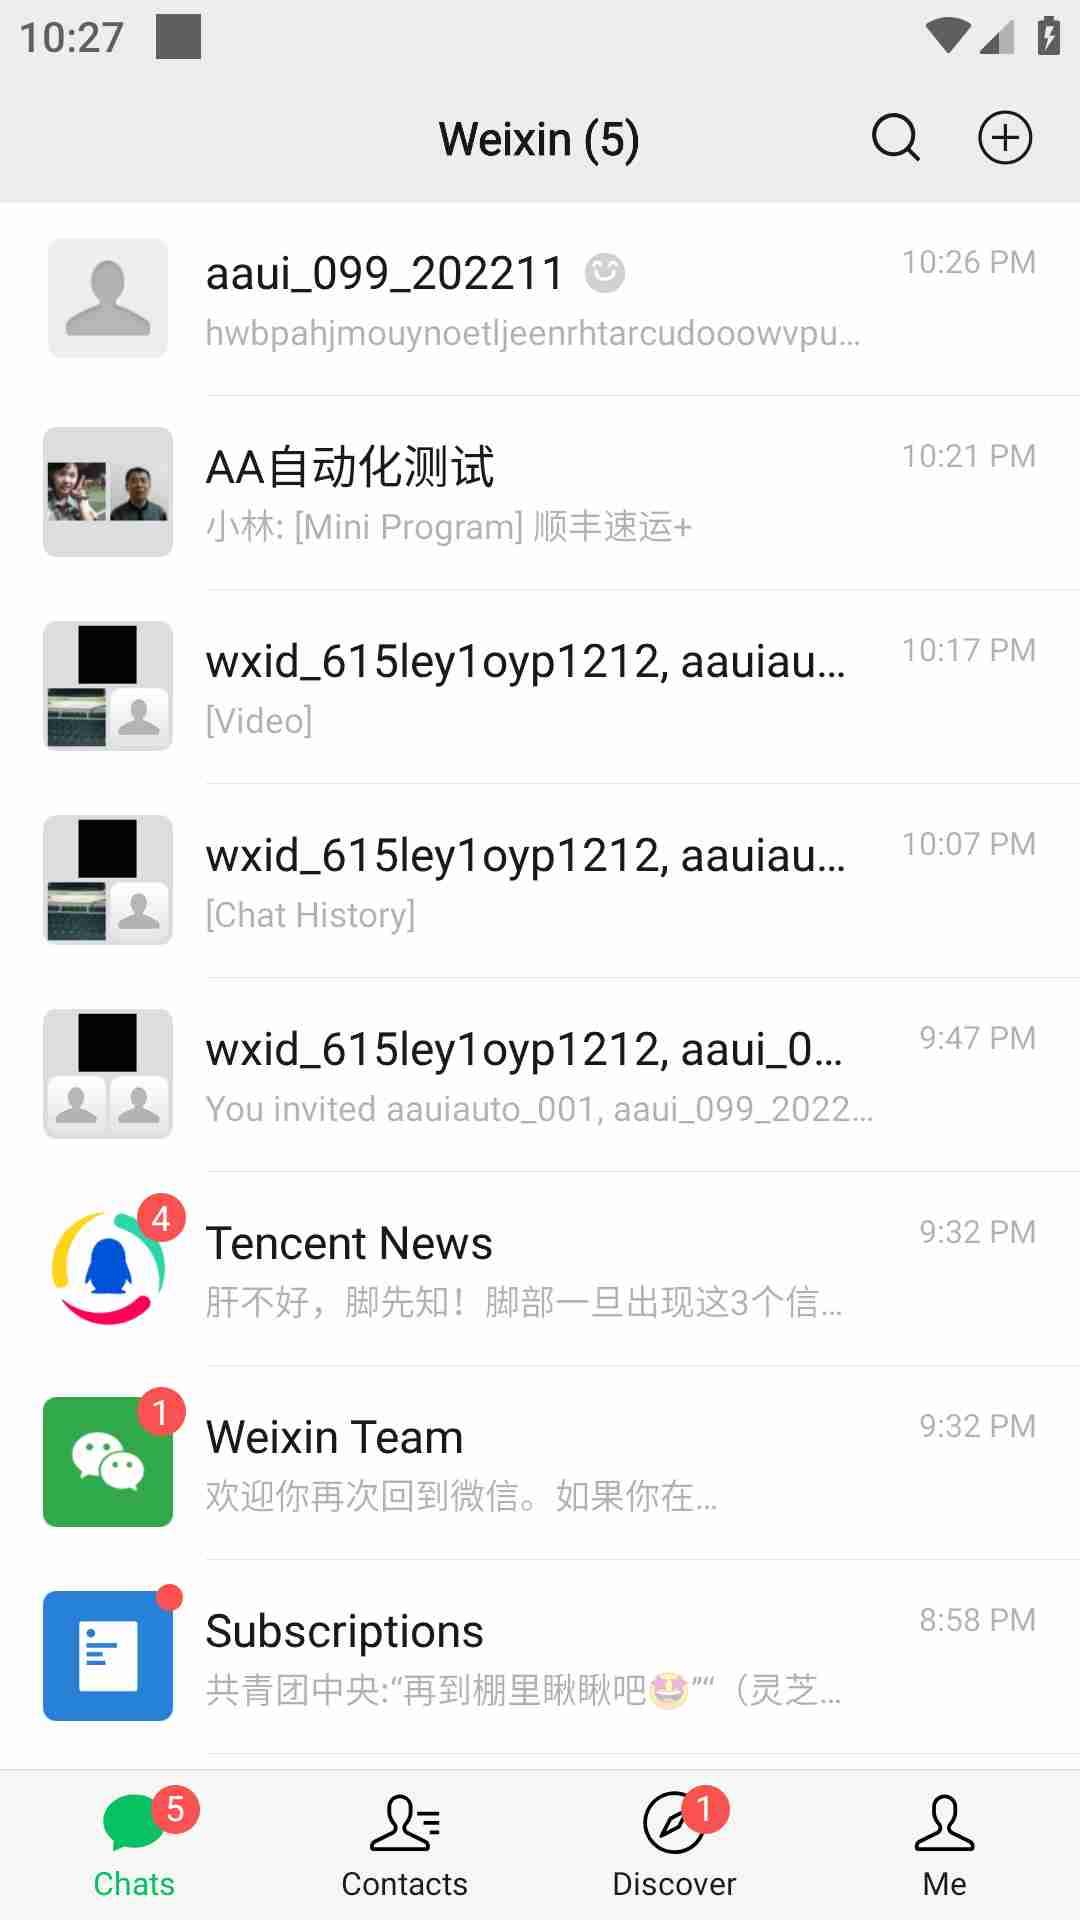 10:27
Weixin (5)
aaui_099_202211
10:26 PM
hwbpahjmouynoetljeenrhtarcudooowvpu...
AA自动化测试
10:21 PM
小林: [Mini Program] 顺丰速运+
wxid_615ley1oyp1212, aauiau...
10:17 PM
[Video]
wxid_615ley1oyp1212, aauiau...
10:07 PM
[Chat History]
wxid_615ley1oyp1212, aaui_0...
9:47 PM
You invited aauiauto_001, aaui_099_2022...
4
Tencent News
9:32 PM
肝不好，脚先知！脚部一旦出现这3个信...
1
Weixin Team
9:32 PM
欢迎你再次回到微信。如果你在...
Subscriptions
8:58 PM
共青团中央:“再到棚里瞅瞅吧🤩”“（灵芝...
5
1
Chats
Contacts
Discover
Me